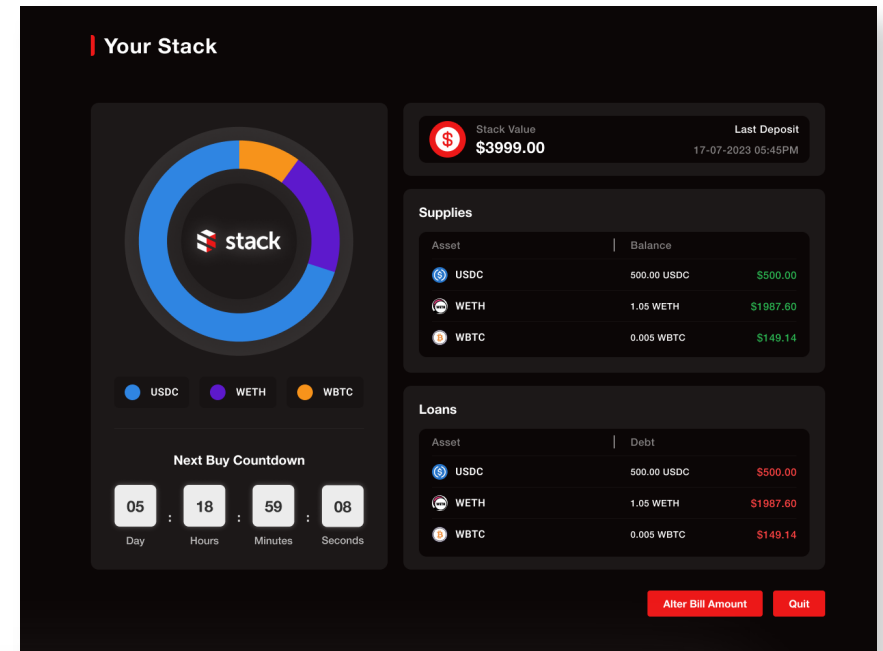 Your Stack
stack
USDC WETH WBTC
Next Buy Countdown
05 : 18 : 59 : 08
Day Hours Minutes Seconds
Stack Value
$3999.00
Last Deposit
17-07-2023 05:45PM
Supplies
Asset Balance
USDC 500.00 USDC $500.00
WETH 1.05 WETH $1987.60
WBTC 0.005 WBTC $149.14
Loans
Asset Debt
USDC 500.00 USDC $500.00
WETH 1.05 WETH $1987.60
WBTC 0.005 WBTC $149.14
Alter Bill Amount Quit